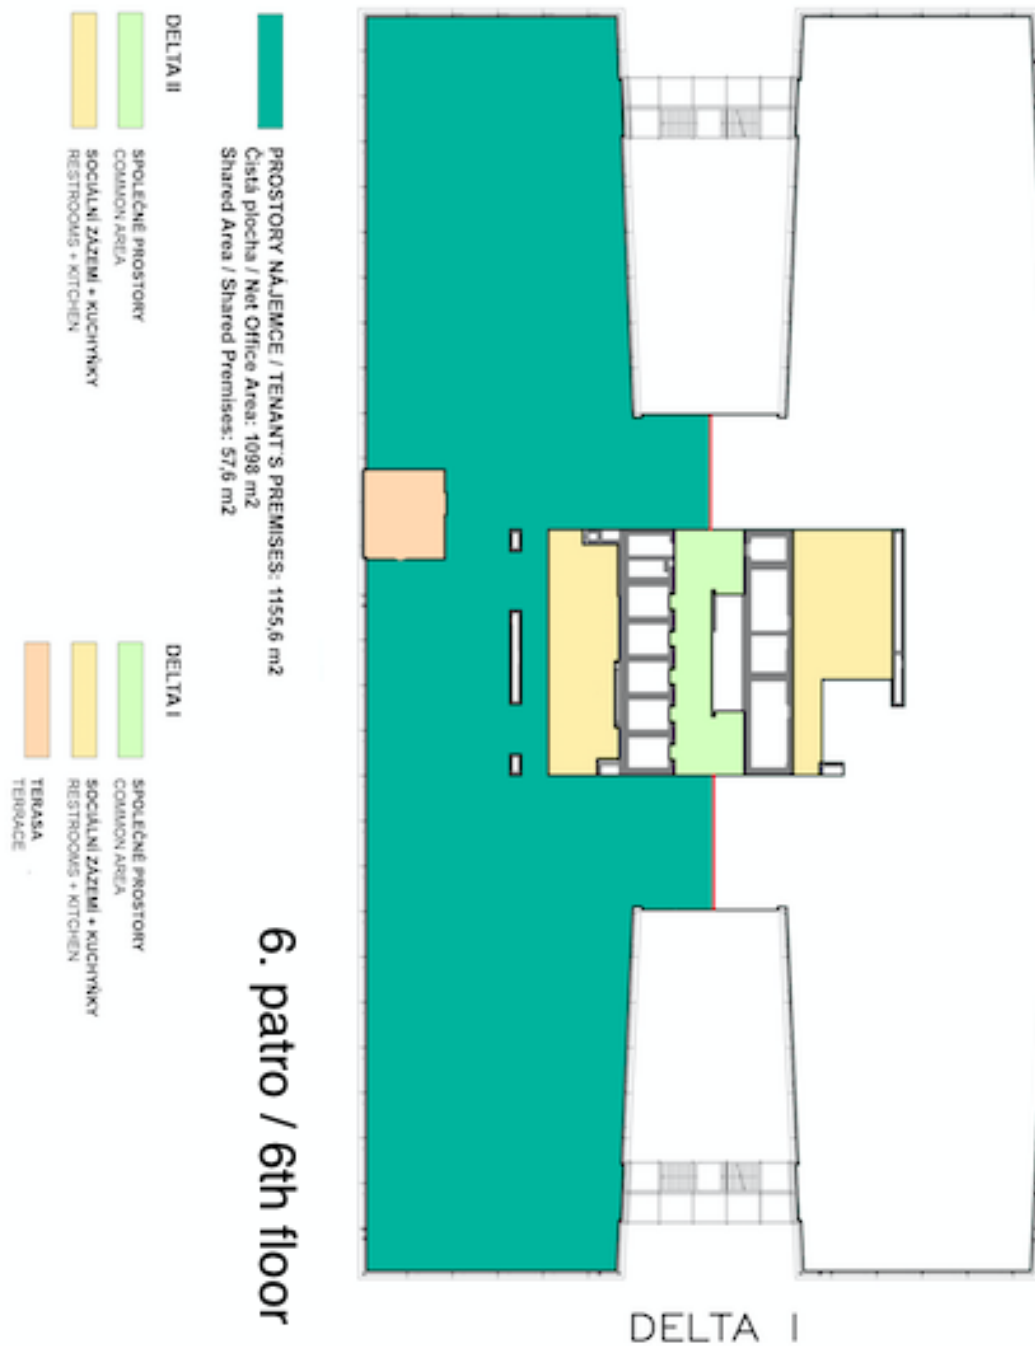 PROSTORY NÁJEMCE / TENANT´S PREMISES: 1155,6 m2
Čistá plocha / Net Office Area: 1098 m2
Shared Area / Shared Premises: 57,6 m2
DELTA II
SPOLEČNÉ PROSTORY
COMMON AREA
SOCIÁLNÍ ZÁZEMÍ + KUCHYŇKY
RESTROOMS + KITCHEN
DELTA I
SPOLEČNÉ PROSTORY
COMMON AREA
SOCIÁLNÍ ZÁZEMÍ + KUCHYŇKY
RESTROOMS + KITCHEN
TERASA
TERRACE
6. patro / 6th floor
DELTA I